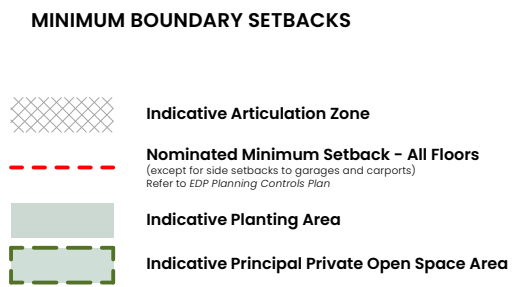 MINIMUM BOUNDARY SETBACKS
Indicative Articulation Zone
Nominated Minimum Setback - All Floors
(except for side setbacks to garages and carports)
Refer to EDP Planning Controls Plan
Indicative Planting Area
Indicative Principal Private Open Space Area